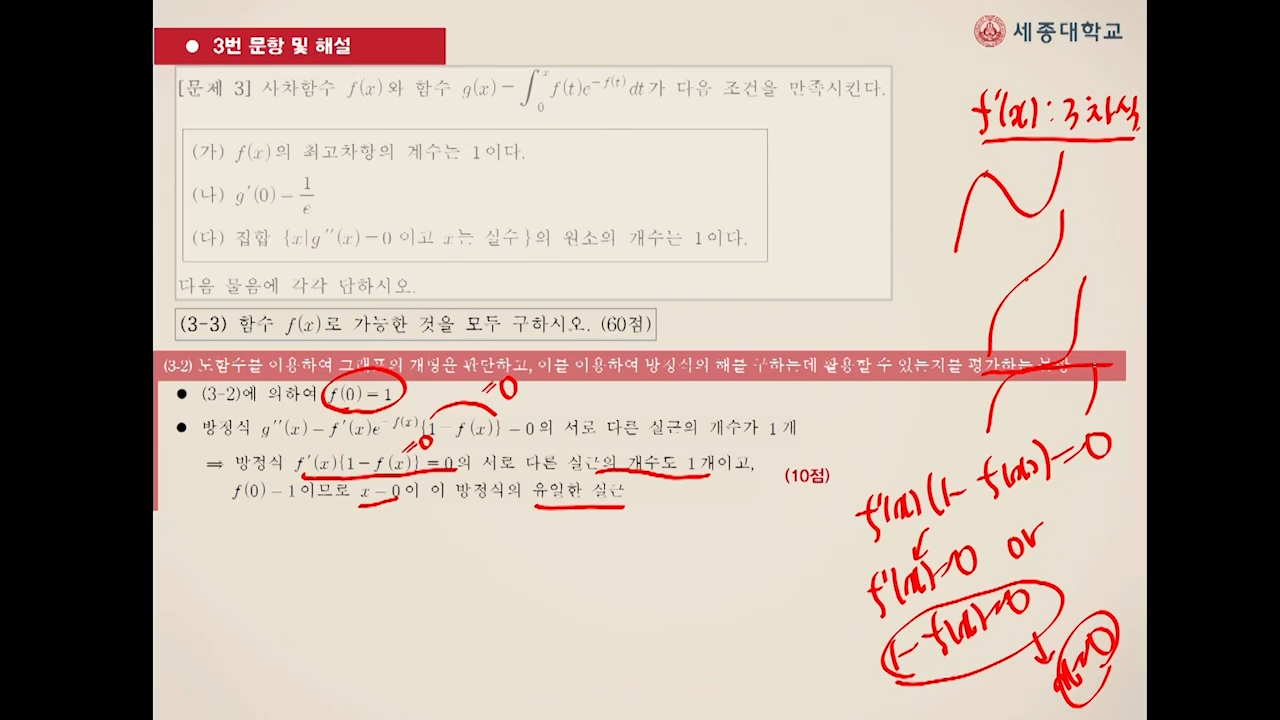 세종대학교
● 3번 문항 및 해설
[문제 3] 사차함수 f(x)와 함수 g(x)=∫₀ˣ f(t)e^{-f(t)}dt가 다음 조건을 만족시킨다.
(가) f(x)의 최고차항의 계수는 1이다.
(나) g′(0)=1/e
(다) 집합 {x|g″(x)=0이고 x는 실수}의 원소의 개수는 1이다.
다음 물음에 각각 답하시오.
(3-3) 함수 f(x)로 가능한 것을 모두 구하시오. (60점)
(3-2) 도함수를 이용하여 그래프의 개형을 판단하고, 이를 이용하여 방정식의 해를 구하는데 활용할 수 있는지를 평가하는
● (3-2)에 의하여 f(0)=1
=0
● 방정식 g″(x)=f′(x)e^{-f(x)}{1-f(x)}=0의 서로 다른 실근의 개수가 1개
=0
⇒ 방정식 f′(x){1-f(x)}=0의 서로 다른 실근의 개수도 1개이고,
f(0)=1이므로 x=0이 이 방정식의 유일한 실근
(10점)
f′(x) : 3차식
f′(x)(1-f(x))=0
f′(x)=0 or
1-f(x)=0
x=0